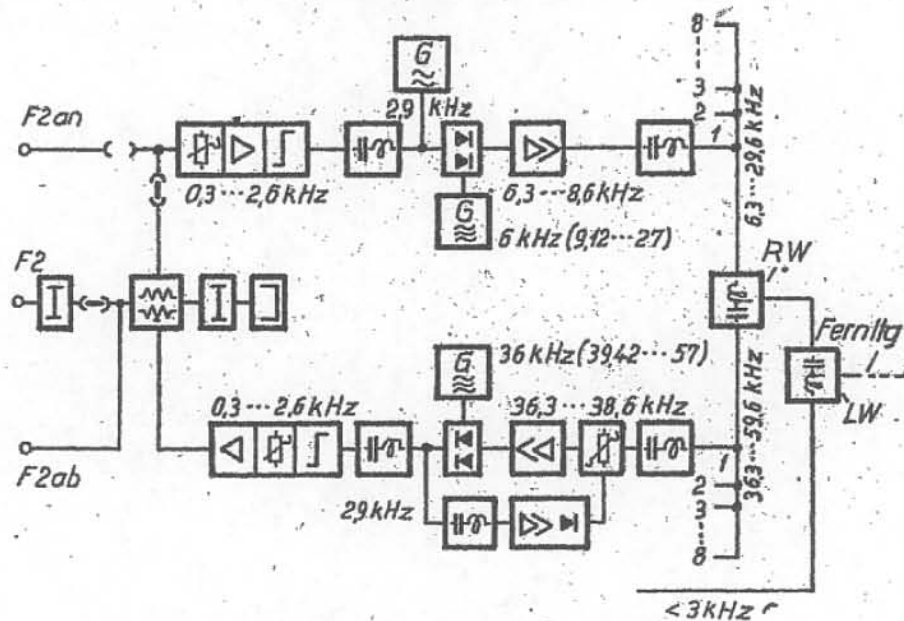 G
8
3
2
1
F2an
2,9 kHz
0,3...2,6 kHz
6,3...8,6 kHz
G
6 kHz (9,12...27)
6,3...29,6 kHz
F2
RW
Fernltg
36 kHz (39,42...57)
G
0,3...2,6 kHz
36,3...38,6 kHz
LW
36,3...59,6 kHz
F2ab
1
2
3
8
2,9 kHz
< 3 kHz